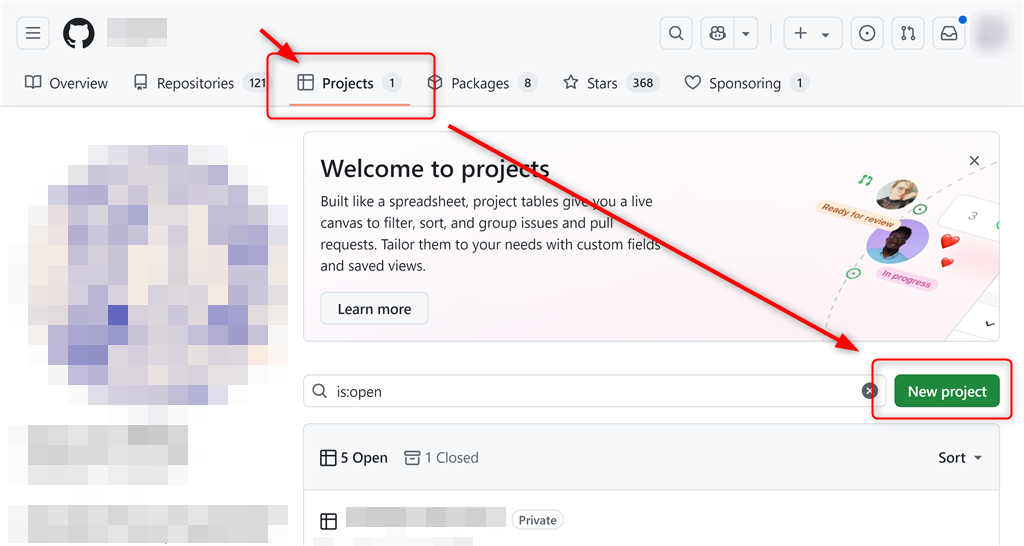 Overview Repositories 121 Projects 1 Packages 8 Stars 368 Sponsoring 1
Welcome to projects
Built like a spreadsheet, project tables give you a live
canvas to filter, sort, and group issues and pull
requests. Tailor them to your needs with custom fields
and saved views.
Learn more
Ready for review
3
In progress
is:open
New project
5 Open 1 Closed
Sort
Private